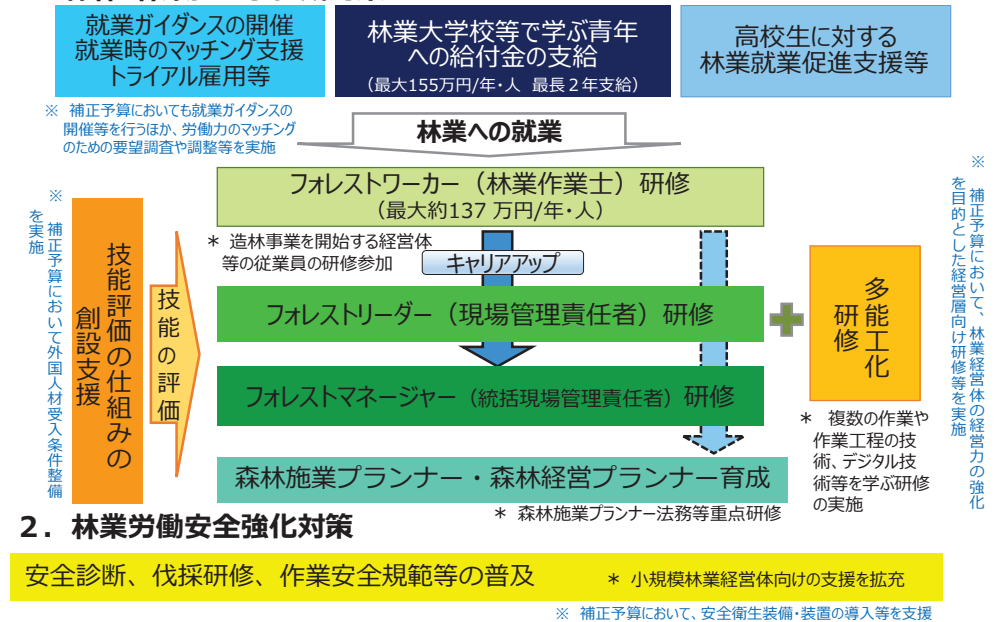 就業ガイダンスの開催
就業時のマッチング支援
トライアル雇用等
林業大学校等で学ぶ青年
への給付金の支給
（最大155万円/年・人　最長２年支給）
高校生に対する
林業就業促進支援等
※　補正予算においても就業ガイダンスの
開催等を行うほか、労働力のマッチング
のための要望調査や調整等を実施
林業への就業
フォレストワーカー（林業作業士）研修
（最大約137 万円/年・人）
＊ 造林事業を開始する経営体
等の従業員の研修参加
キャリアアップ
フォレストリーダー（現場管理責任者）研修
フォレストマネージャー（統括現場管理責任者）研修
森林施業プランナー・森林経営プランナー育成
＊ 森林施業プランナー法務等重点研修
※　補正予算において外国人材受入条件整備
を実施
技能評価の仕組みの
創設支援
技能の評価
多能工化
研修
＊　複数の作業や
作業工程の技
術、デジタル技
術等を学ぶ研修
の実施
※　補正予算において、林業経営体の経営力の強化
を目的とした経営層向け研修等を実施
２．林業労働安全強化対策
安全診断、伐採研修、作業安全規範等の普及
＊ 小規模林業経営体向けの支援を拡充
※　補正予算において、安全衛生装備・装置の導入等を支援